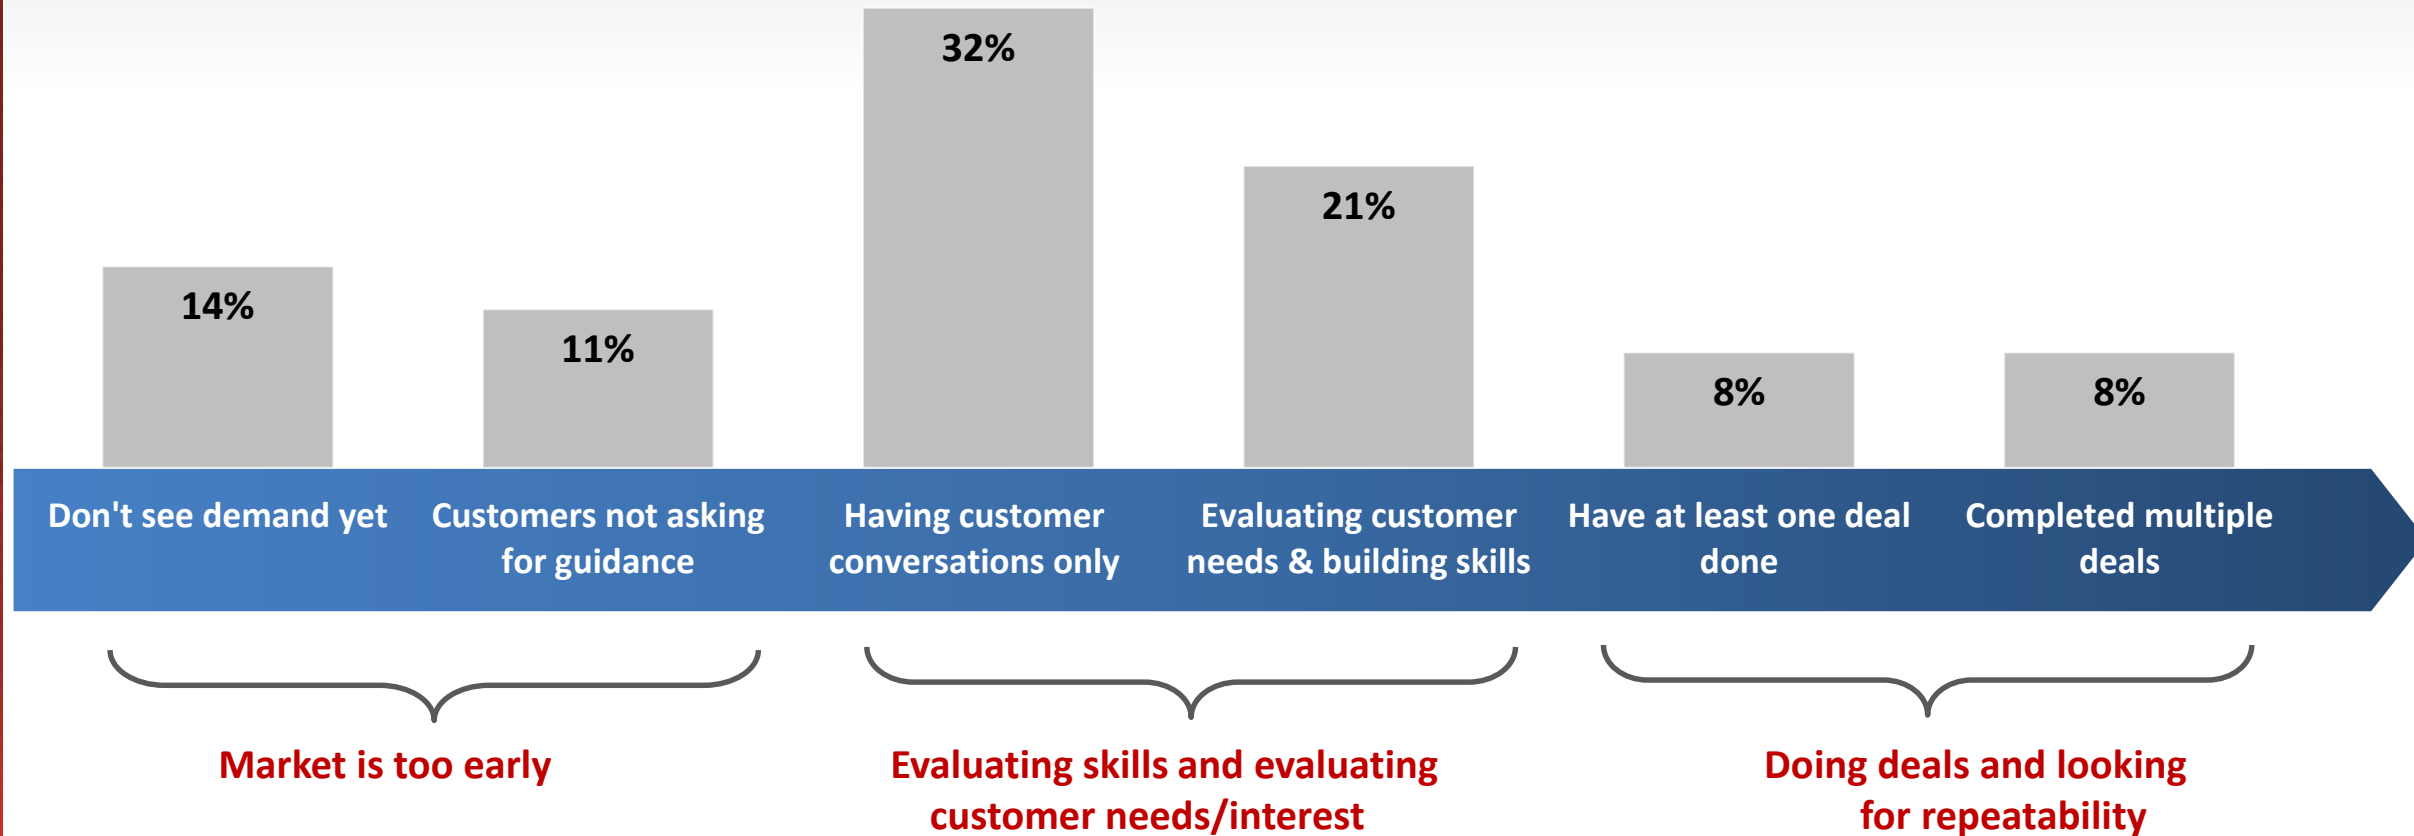 32%
21%
14%
11%
8%
8%
Don't see demand yet
Customers not asking
for guidance
Having customer
conversations only
Evaluating customer
needs & building skills
Have at least one deal
done
Completed multiple
deals
Market is too early
Evaluating skills and evaluating
customer needs/interest
Doing deals and looking
for repeatability